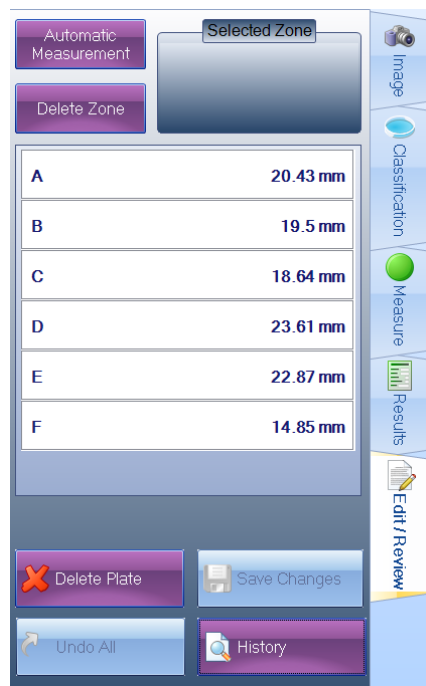 Automatic
Measurement
Selected Zone
Delete Zone
A 20.43 mm
B 19.5 mm
C 18.64 mm
D 23.61 mm
E 22.87 mm
F 14.85 mm
Delete Plate
Save Changes
Undo All
History
Image
Classification
Measure
Results
Edit / Review